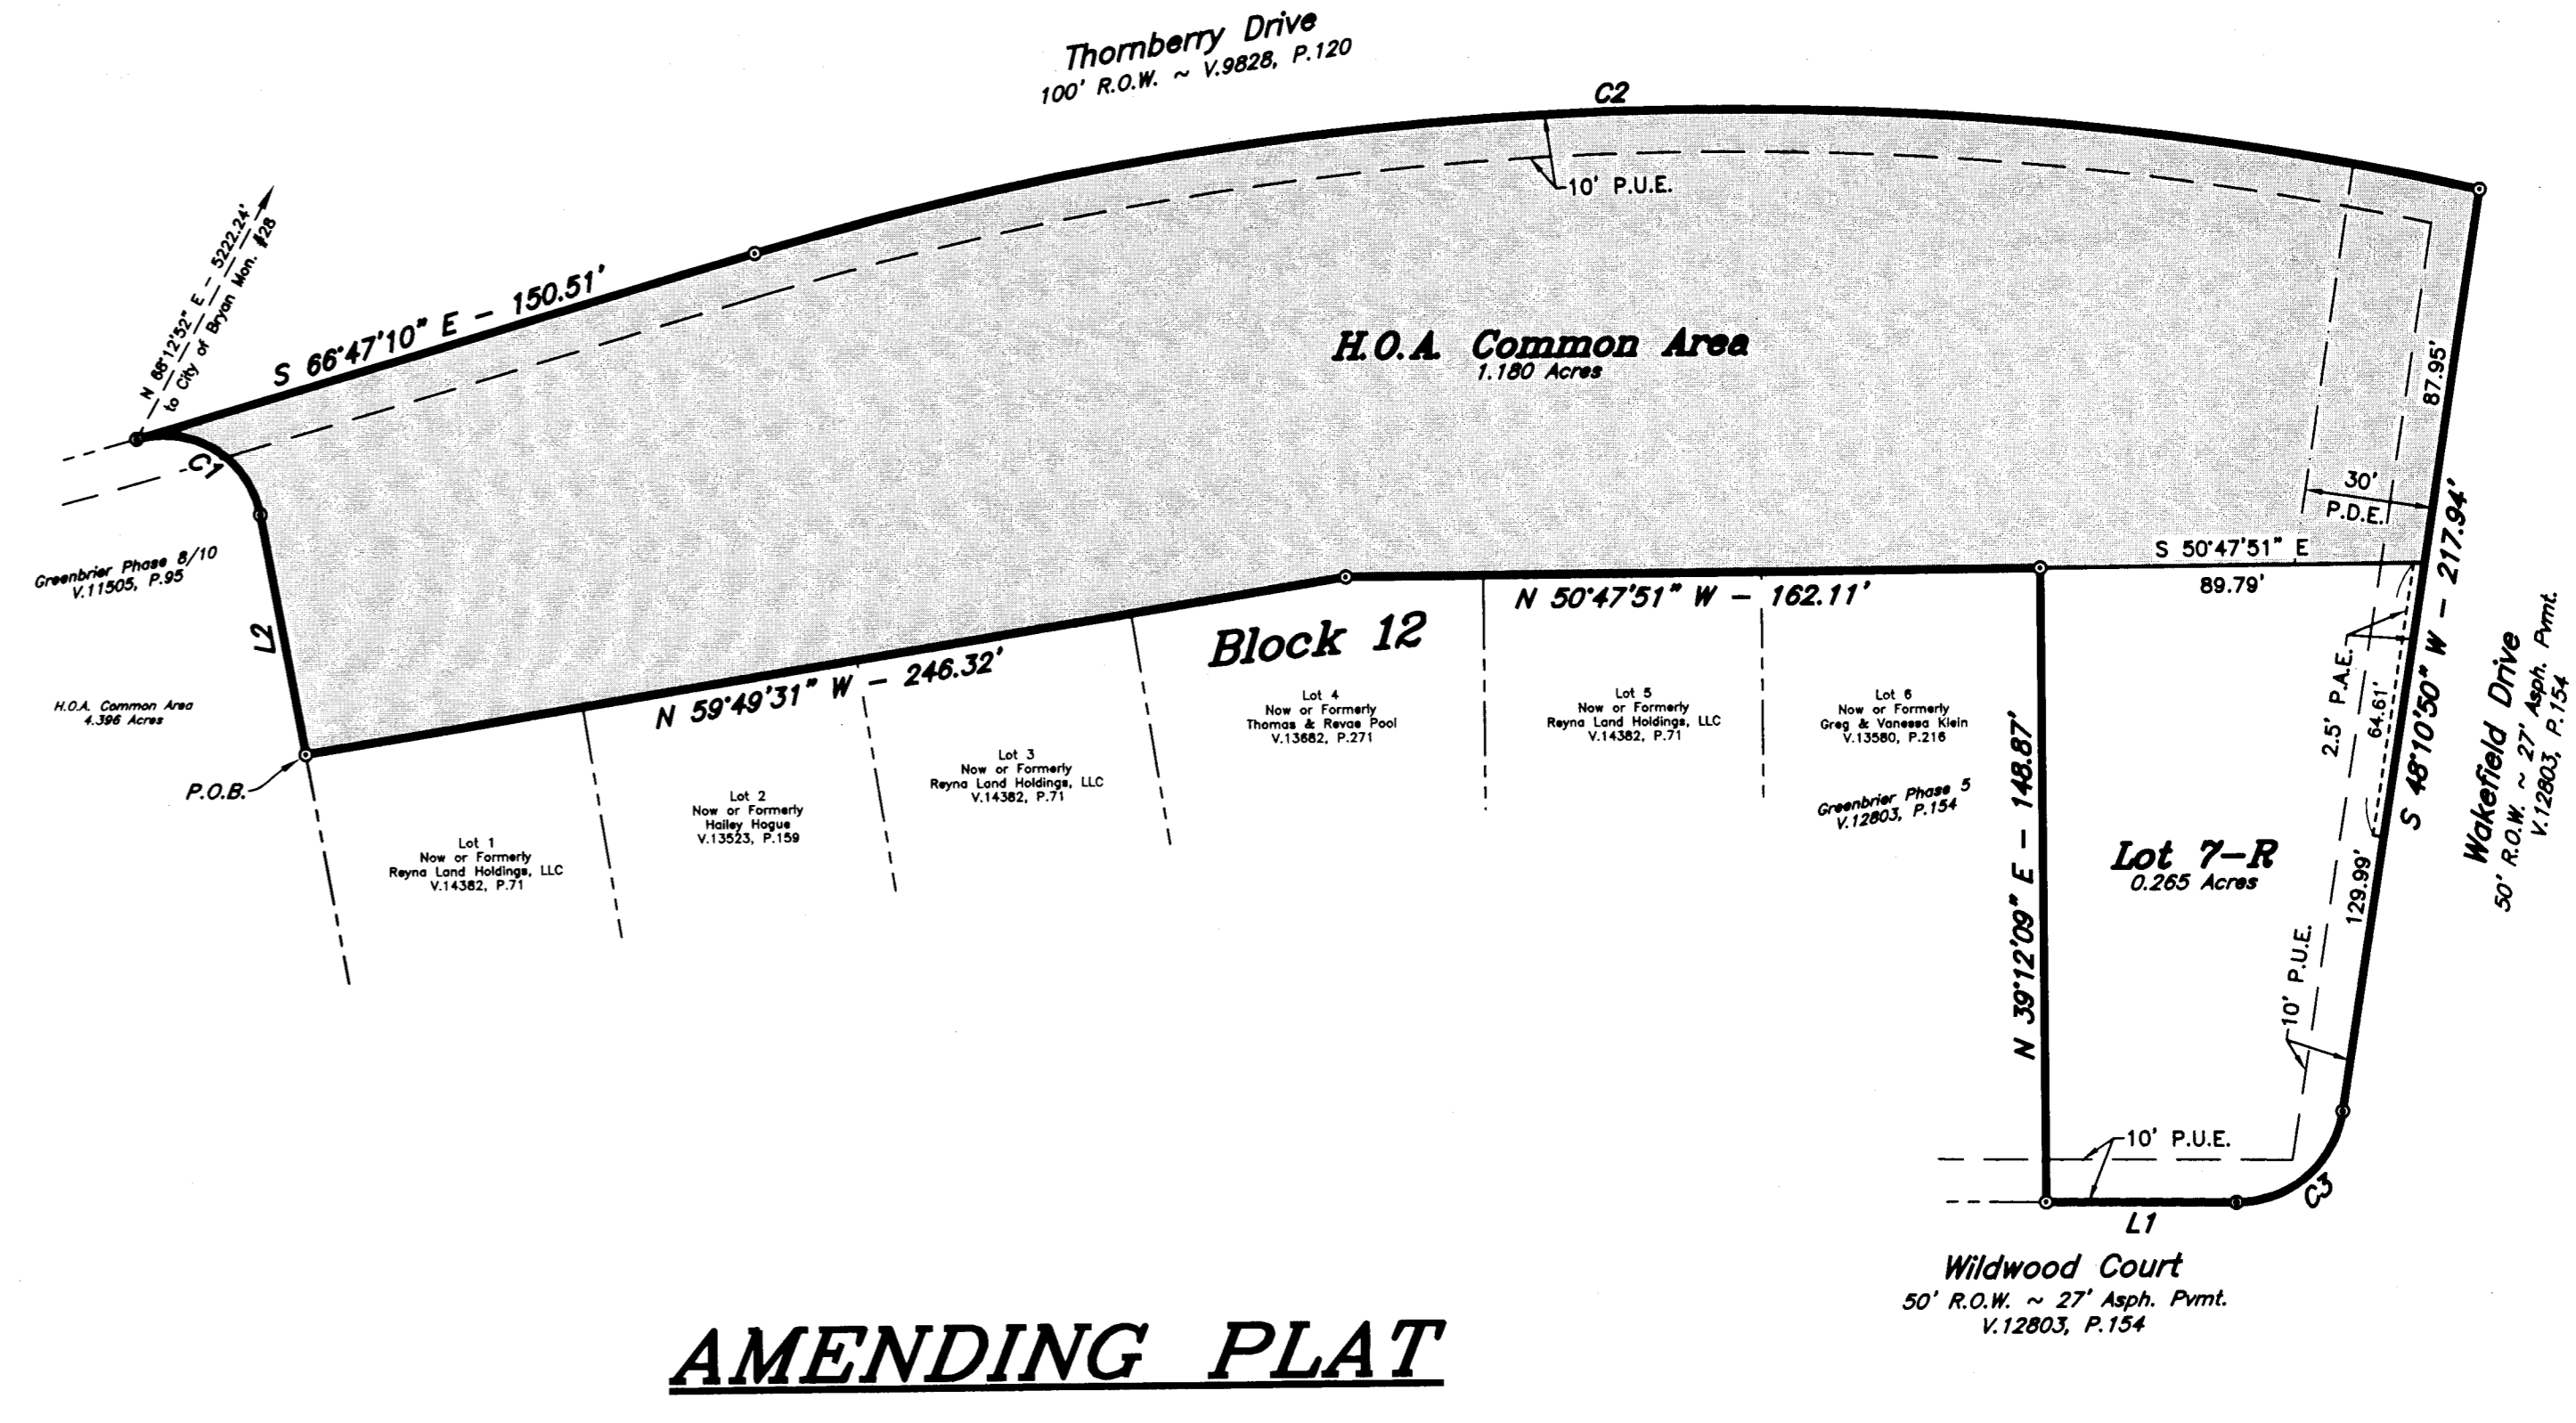 Thornberry Drive
100' R.O.W. ~ V.9828, P.120
C2
10' P.U.E.
N 68°12'52" E - 5222.24'
to City of Bryan Mon. #28
S 66°47'10" E - 150.51'
H.O.A. Common Area
1.180 Acres
87.95'
C1
30'
P.D.E.
S 48°10'50" W - 217.94'
S 50°47'51" E
89.79'
Greenbrier Phase 8/10
V.11505, P.95
L2
H.O.A. Common Area
4.396 Acres
P.O.B.
N 59°49'31" W - 246.32'
Block 12
N 50°47'51" W - 162.11'
Lot 1
Now or Formerly
Reyna Land Holdings, LLC
V.14382, P.71
Lot 2
Now or Formerly
Hailey Hogue
V.13523, P.159
Lot 3
Now or Formerly
Reyna Land Holdings, LLC
V.14382, P.71
Lot 4
Now or Formerly
Thomas & Revae Pool
V.13682, P.271
Lot 5
Now or Formerly
Reyna Land Holdings, LLC
V.14382, P.71
Lot 6
Now or Formerly
Greg & Vanessa Klein
V.13580, P.216
Greenbrier Phase 5
V.12803, P.154
N 39°12'09" E - 148.87'
2.5' P.A.E.
64.61'
Wakefield Drive
50' R.O.W. ~ 27' Asph. Pvmt.
V.12803, P.154
Lot 7-R
0.265 Acres
129.99'
10' P.U.E.
10' P.U.E.
C3
L1
Wildwood Court
50' R.O.W. ~ 27' Asph. Pvmt.
V.12803, P.154
AMENDING PLAT